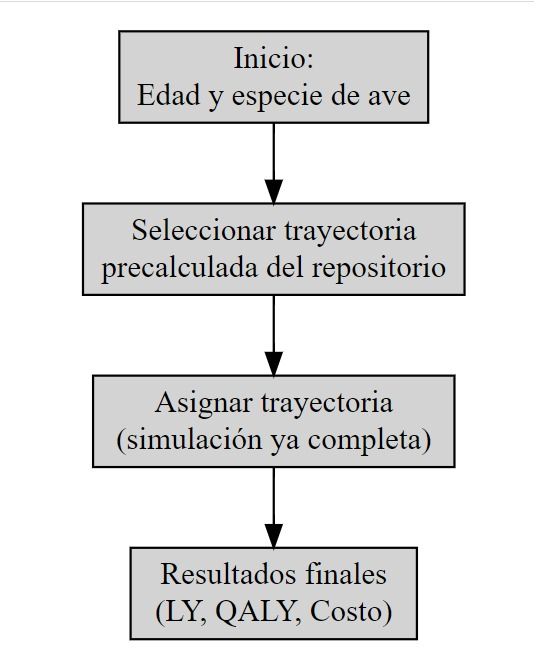 Inicio:
Edad y especie de ave
Seleccionar trayectoria
precalculada del repositorio
Asignar trayectoria
(simulación ya completa)
Resultados finales
(LY, QALY, Costo)